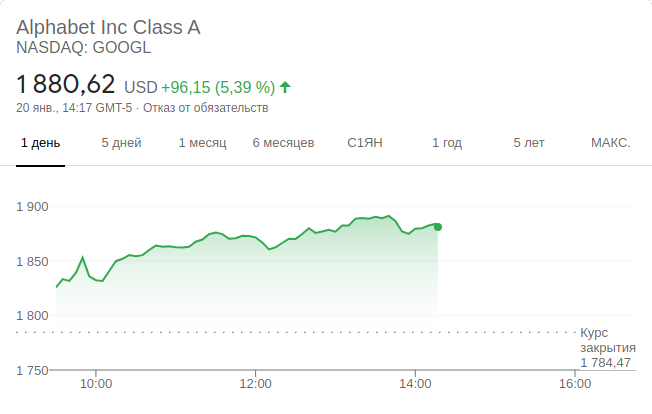 Alphabet Inc Class A
NASDAQ: GOOGL
1 880,62 USD +96,15 (5,39 %)
20 янв., 14:17 GMT-5 · Отказ от обязательств
1 день 5 дней 1 месяц 6 месяцев С1ЯН 1 год 5 лет МАКС.
1 900
1 850
1 800
Курс
закрытия
1 784,47
1 750
10:00 12:00 14:00 16:00